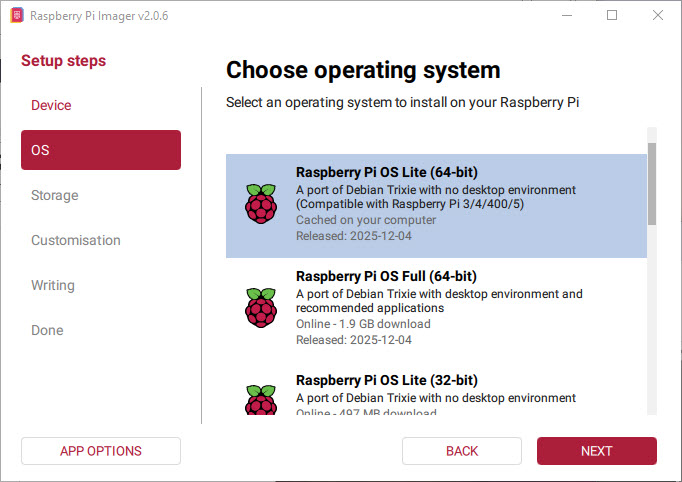 Raspberry Pi Imager v2.0.6
Setup steps
Device
OS
Storage
Customisation
Writing
Done
APP OPTIONS
Choose operating system
Select an operating system to install on your Raspberry Pi
Raspberry Pi OS Lite (64-bit)
A port of Debian Trixie with no desktop environment
(Compatible with Raspberry Pi 3/4/400/5)
Cached on your computer
Released: 2025-12-04
Raspberry Pi OS Full (64-bit)
A port of Debian Trixie with desktop environment and
recommended applications
Online - 1.9 GB download
Released: 2025-12-04
Raspberry Pi OS Lite (32-bit)
A port of Debian Trixie with no desktop environment
Online - 497 MB download
BACK
NEXT